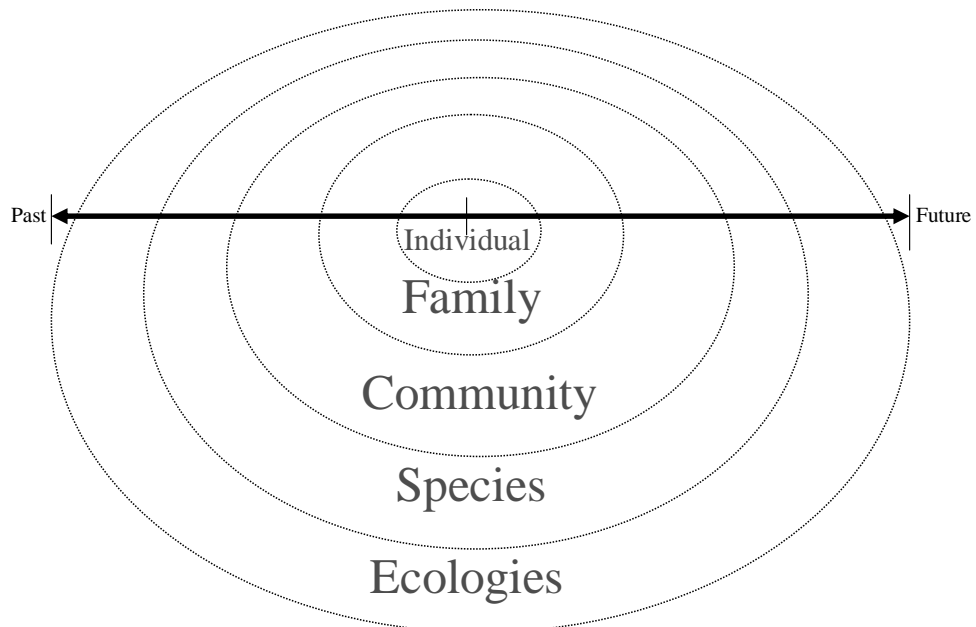 Past
Future
Individual
Family
Community
Species
Ecologies